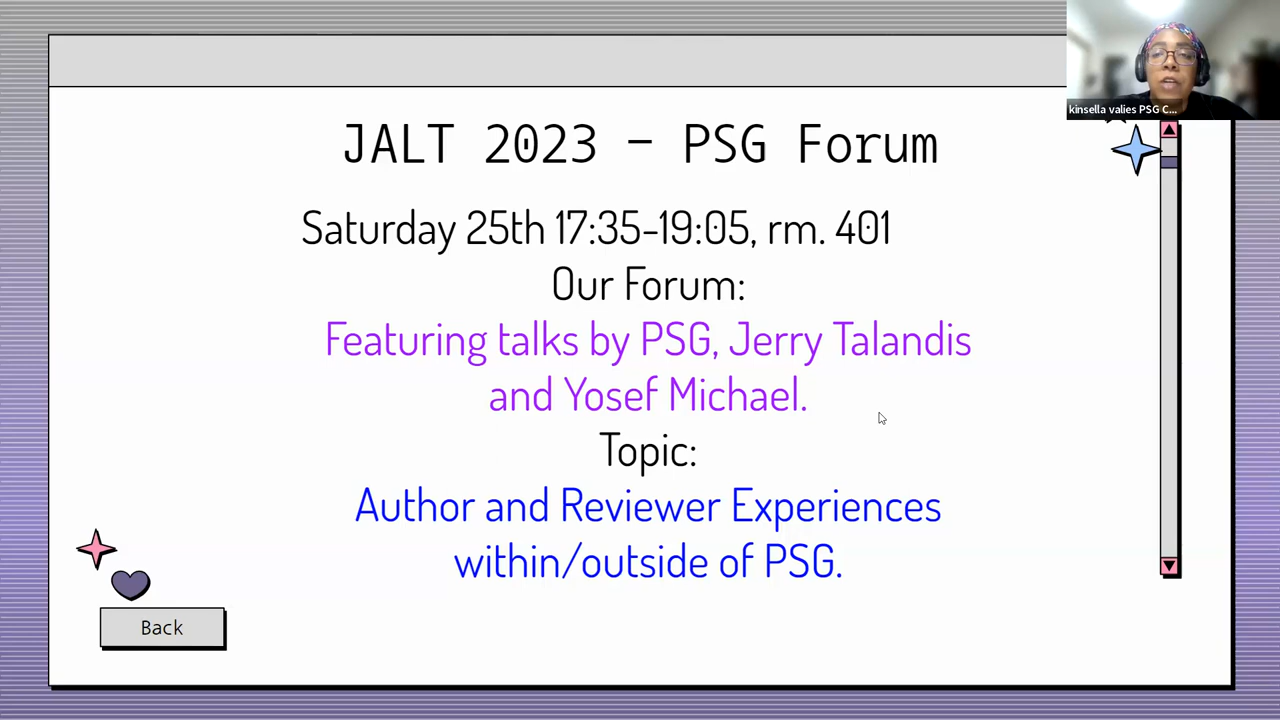 kinsella valies PSG C...
JALT 2023 – PSG Forum
Saturday 25th 17:35-19:05, rm. 401
Our Forum:
Featuring talks by PSG, Jerry Talandis
and Yosef Michael.
Topic:
Author and Reviewer Experiences
within/outside of PSG.
Back